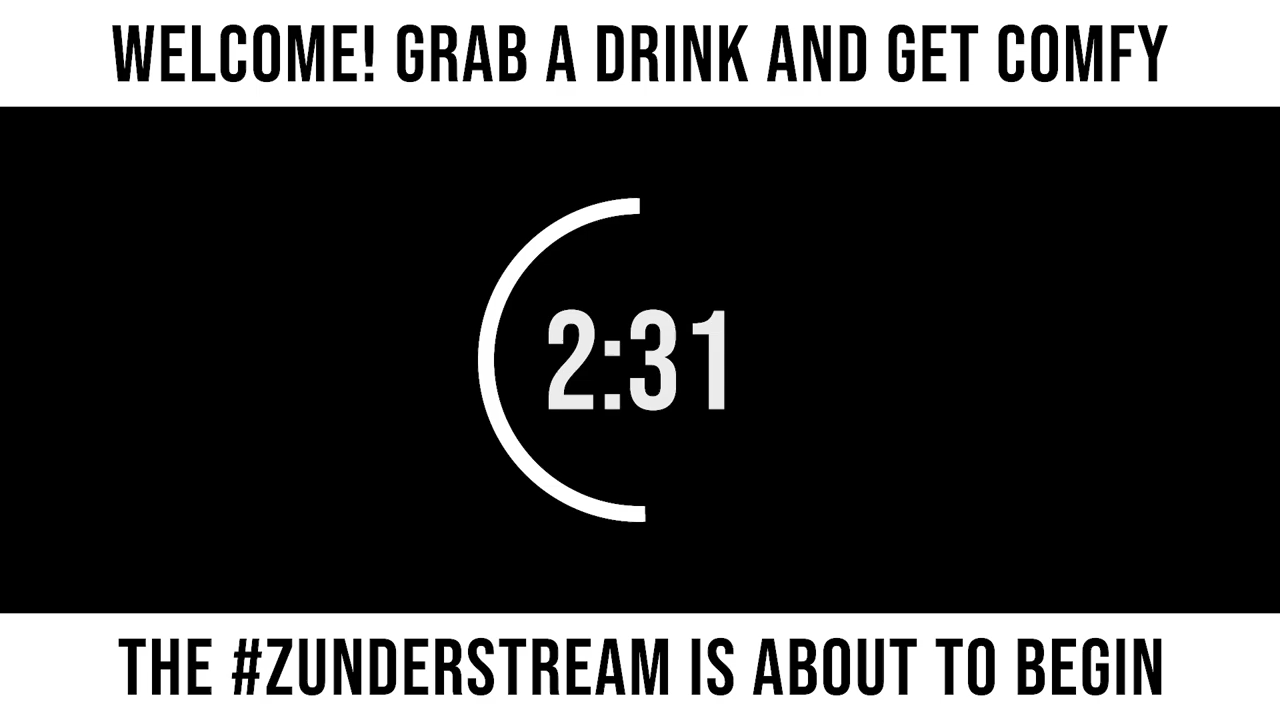 WELCOME! GRAB A DRINK AND GET COMFY
2:31
THE #ZUNDERSTREAM IS ABOUT TO BEGIN